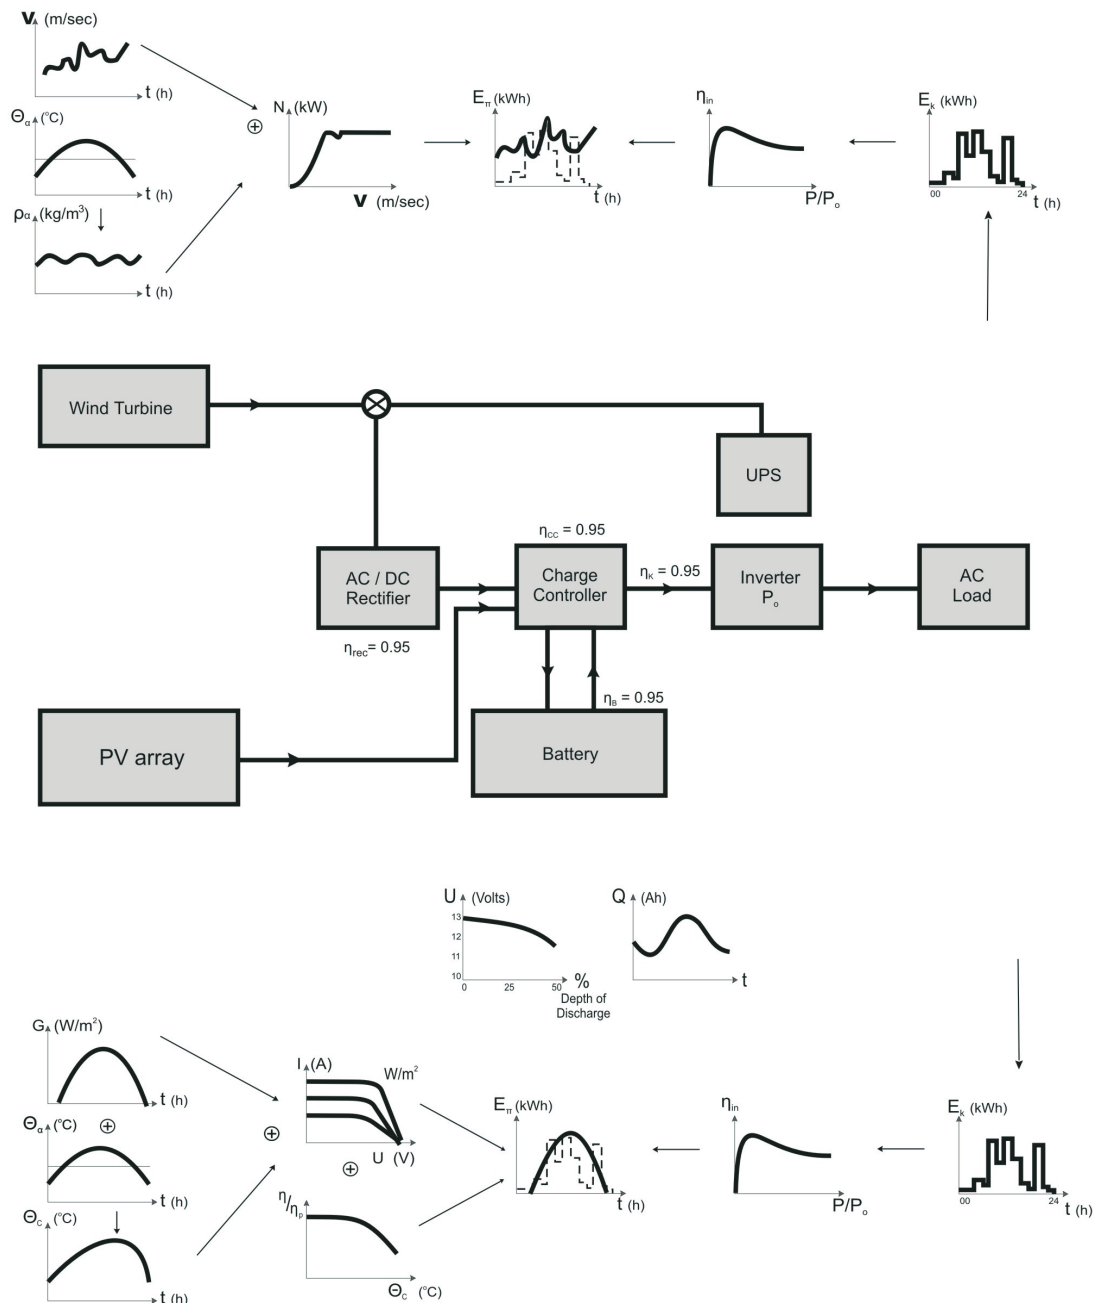 v (m/sec)
t (h)
Θα (°C)
t (h)
ρα (kg/m³)
t (h)
N (kW)
v (m/sec)
Eπ (kWh)
t (h)
ηin
P/Po
Ek (kWh)
00 24
t (h)
Wind Turbine
UPS
AC / DC
Rectifier
ηrec = 0.95
ηcc = 0.95
Charge
Controller
ηK = 0.95
Inverter
Po
AC
Load
PV array
ηB = 0.95
Battery
U (Volts)
13
12
11
10
0 25 50
%
Depth of
Discharge
Q (Ah)
t
G (W/m²)
t (h)
Θα (°C)
t (h)
Θc (°C)
t (h)
I (A)
W/m²
U (V)
η/ηp
Θc (°C)
Eπ (kWh)
t (h)
ηin
P/Po
Ek (kWh)
00 24
t (h)